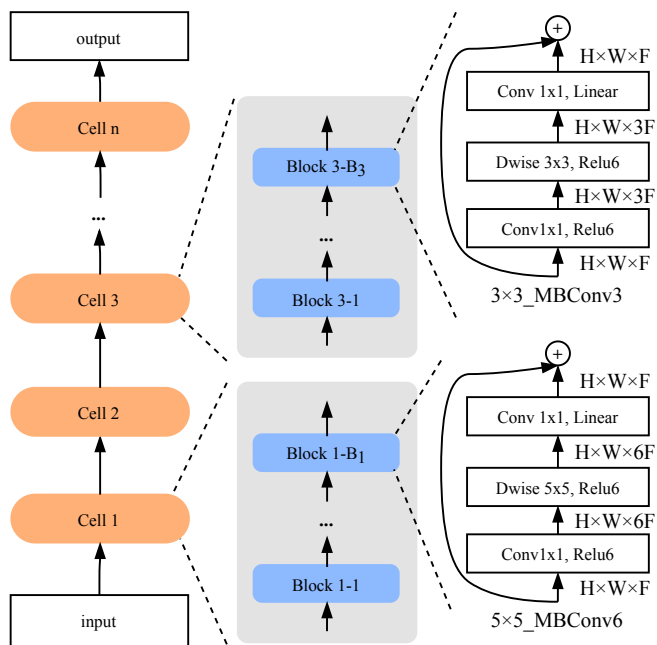 output
Cell n
...
Cell 3
Cell 2
Cell 1
input
Block 3-B3
...
Block 3-1
Block 1-B1
...
Block 1-1
+
H×W×F
Conv 1x1, Linear
H×W×3F
Dwise 3x3, Relu6
H×W×3F
Conv1x1, Relu6
H×W×F
3×3_MBConv3
+
H×W×F
Conv 1x1, Linear
H×W×6F
Dwise 5x5, Relu6
H×W×6F
Conv1x1, Relu6
H×W×F
5×5_MBConv6